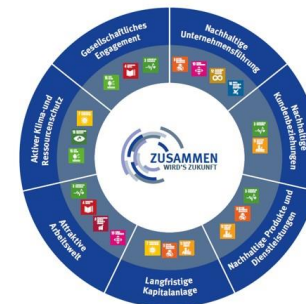 Gesellschaftliches
Engagement
Nachhaltige
Unternehmensführung
Nachhaltige
Kundenbeziehungen
Nachhaltige Produkte und
Dienstleistungen
Langfristige
Kapitalanlage
Attraktive
Arbeitswelt
Aktiver Klima-und
Ressourcenschutz
ZUSAMMEN
WIRD'S ZUKUNFT